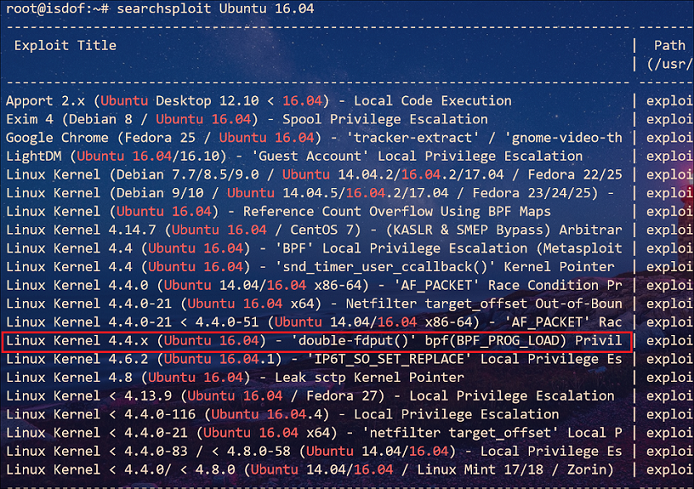 root@isdof:~# searchsploit Ubuntu 16.04
Exploit Title | Path
| (/usr/
Apport 2.x (Ubuntu Desktop 12.10 < 16.04) - Local Code Execution | exploi
Exim 4 (Debian 8 / Ubuntu 16.04) - Spool Privilege Escalation | exploi
Google Chrome (Fedora 25 / Ubuntu 16.04) - 'tracker-extract' / 'gnome-video-th | exploi
LightDM (Ubuntu 16.04/16.10) - 'Guest Account' Local Privilege Escalation | exploi
Linux Kernel (Debian 7.7/8.5/9.0 / Ubuntu 14.04.2/16.04.2/17.04 / Fedora 22/25 | exploi
Linux Kernel (Debian 9/10 / Ubuntu 14.04.5/16.04.2/17.04 / Fedora 23/24/25) - | exploi
Linux Kernel (Ubuntu 16.04) - Reference Count Overflow Using BPF Maps | exploi
Linux Kernel 4.14.7 (Ubuntu 16.04 / CentOS 7) - (KASLR & SMEP Bypass) Arbitrar | exploi
Linux Kernel 4.4 (Ubuntu 16.04) - 'BPF' Local Privilege Escalation (Metasploit | exploi
Linux Kernel 4.4 (Ubuntu 16.04) - 'snd_timer_user_ccallback()' Kernel Pointer | exploi
Linux Kernel 4.4.0 (Ubuntu 14.04/16.04 x86-64) - 'AF_PACKET' Race Condition Pr | exploi
Linux Kernel 4.4.0-21 (Ubuntu 16.04 x64) - Netfilter target_offset Out-of-Boun | exploi
Linux Kernel 4.4.0-21 < 4.4.0-51 (Ubuntu 14.04/16.04 x86-64) - 'AF_PACKET' Rac | exploi
Linux Kernel 4.4.x (Ubuntu 16.04) - 'double-fdput()' bpf(BPF_PROG_LOAD) Privil | exploi
Linux Kernel 4.6.2 (Ubuntu 16.04.1) - 'IP6T_SO_SET_REPLACE' Local Privilege Es | exploi
Linux Kernel 4.8 (Ubuntu 16.04) - Leak sctp Kernel Pointer | exploi
Linux Kernel < 4.13.9 (Ubuntu 16.04 / Fedora 27) - Local Privilege Escalation | exploi
Linux Kernel < 4.4.0-116 (Ubuntu 16.04.4) - Local Privilege Escalation | exploi
Linux Kernel < 4.4.0-21 (Ubuntu 16.04 x64) - 'netfilter target_offset' Local P | exploi
Linux Kernel < 4.4.0-83 / < 4.8.0-58 (Ubuntu 14.04/16.04) - Local Privilege Es | exploi
Linux Kernel < 4.4.0/ < 4.8.0 (Ubuntu 14.04/16.04 / Linux Mint 17/18 / Zorin) | exploi